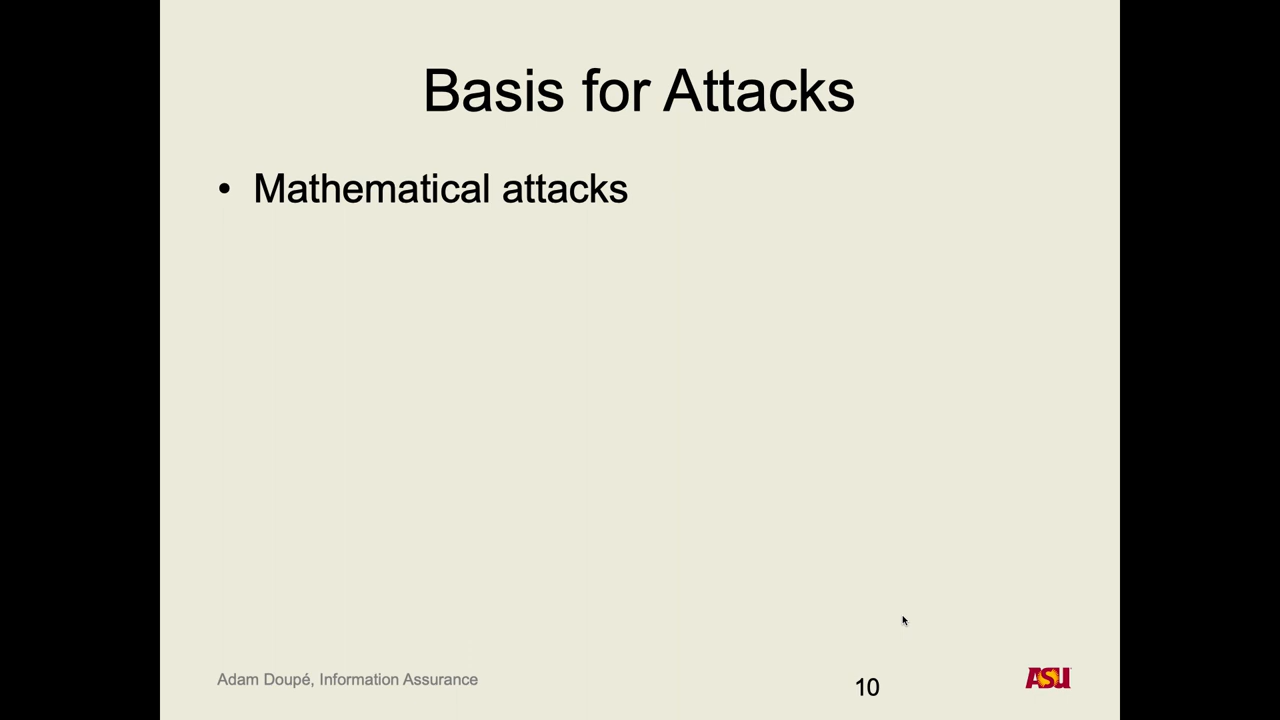 Basis for Attacks
• Mathematical attacks
Adam Doupé, Information Assurance
10
ASU